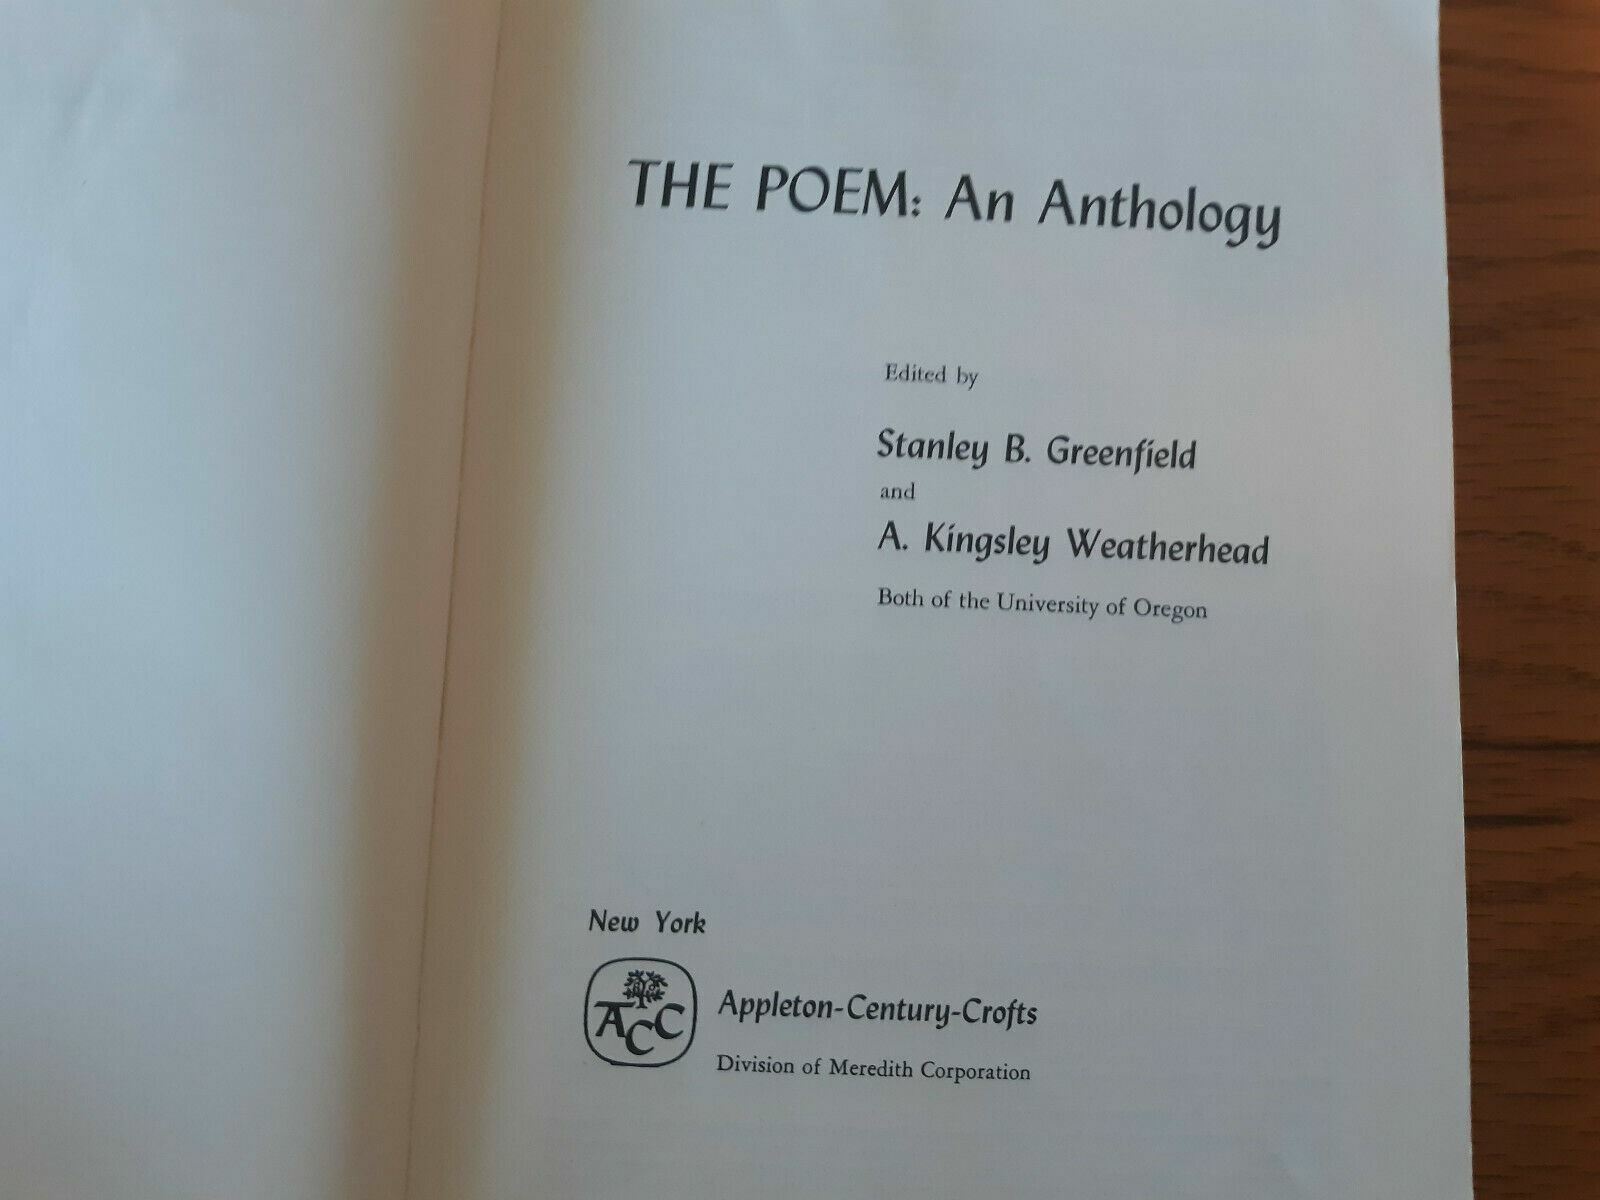 THE POEM: An Anthology
Edited by
Stanley B. Greenfield
and
A. Kingsley Weatherhead
Both of the University of Oregon
New York
ACC
Appleton-Century-Crofts
Division of Meredith Corporation